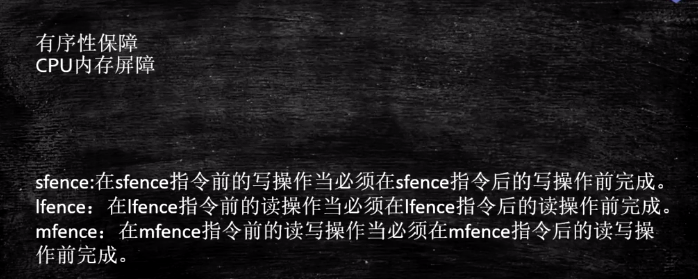 有序性保障
CPU内存屏障
sfence:在sfence指令前的写操作当必须在sfence指令后的写操作前完成。
lfence：在lfence指令前的读操作当必须在lfence指令后的读操作前完成。
mfence：在mfence指令前的读写操作当必须在mfence指令后的读写操
作前完成。